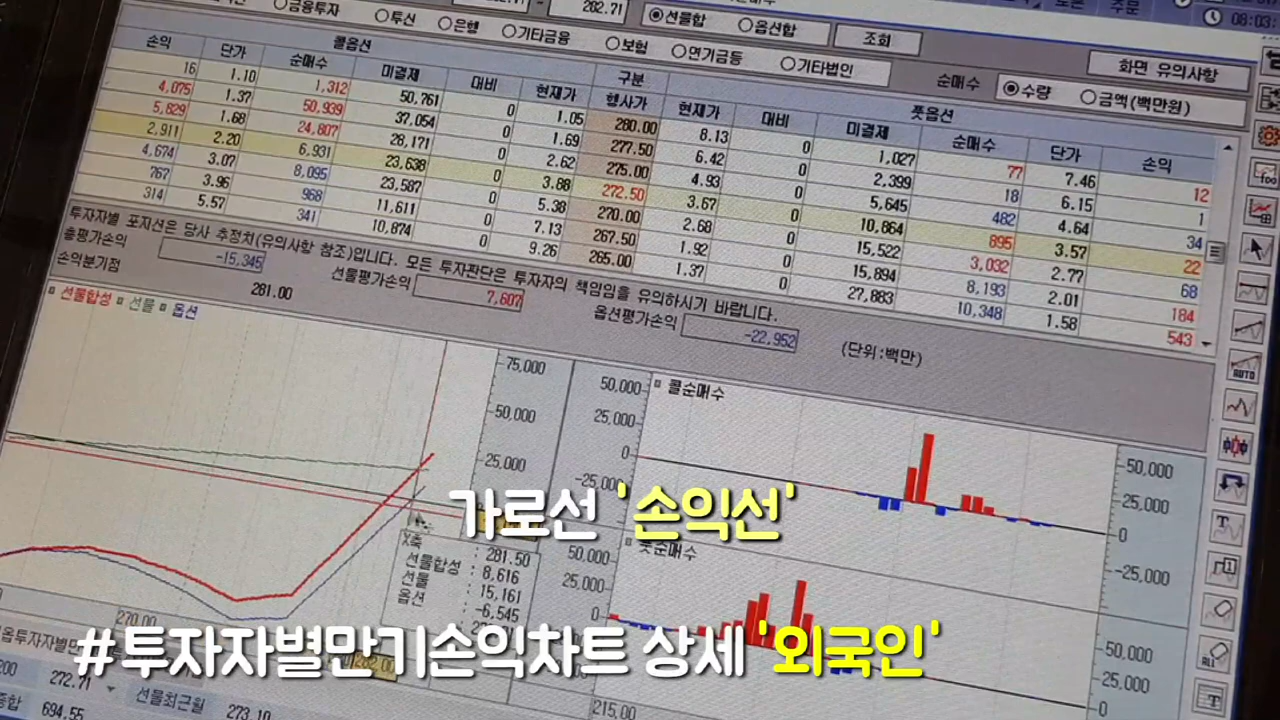 금융투자 투신 은행 기타금융 보험 연기금등 기타법인
262.71
선물합 옵션합 조회
08:03
주문
화면 유의사항
순매수 수량 금액(백만원)
콜옵션 구분 풋옵션
손익 단가 순매수 미결제 대비 현재가 행사가 현재가 대비 미결제 순매수 단가 손익
16 1.10 1,312 50,761 0 1.05 280.00 8.13 0 1,027 77 7.46 12
4,075 1.37 50,939 37,054 0 1.69 277.50 6.42 0 2,399 18 6.15 1
5,829 1.68 24,807 28,171 0 2.62 275.00 4.93 0 5,645 482 4.64 34
2,911 2.20 6,931 23,638 0 3.88 272.50 3.67 0 10,864 895 3.57 22
4,674 3.07 8,095 23,587 0 5.38 270.00 2.68 0 15,522 3,032 2.77 68
767 3.96 968 11,611 0 7.13 267.50 1.92 0 15,894 8,193 2.01 184
314 5.57 341 10,874 0 9.26 265.00 1.37 0 27,883 10,348 1.58 543
투자자별 포지션은 당사 추정치(유의사항 참조)입니다. 모든 투자판단은 투자자의 책임임을 유의하시기 바랍니다.
총평가손익 -15,345 선물평가손익 7,607 옵션평가손익 -22,952 (단위:백만)
손익분기점 281.00
선물합성 선물 옵션
75,000
50,000
25,000
콜순매수
50,000
25,000
0
-25,000
50,000
25,000
0
-25,000
가로선 '손익선'
X축 : 281.50
선물합성 : 8,616
선물 : 15,161
옵션 : -6,545
풋순매수
50,000
25,000
0
50,000
25,000
0
270.00
282.00
215.00
#투자자별만기손익차트 상세 '외국인'
200 272.71 선물최근월 273.10
종합 694.55